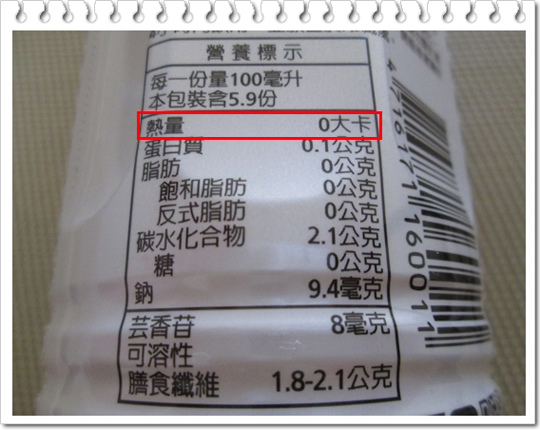 營養標示
每一份量100毫升
本包裝含5.9份
熱量 0大卡
蛋白質 0.1公克
脂肪 0公克
飽和脂肪 0公克
反式脂肪 0公克
碳水化合物 2.1公克
糖 0公克
鈉 9.4毫克
芸香苷 8毫克
可溶性
膳食纖維 1.8-2.1公克